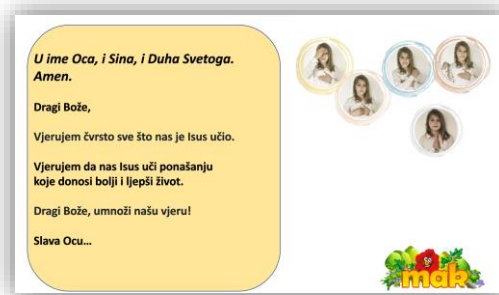 U ime Oca, i Sina, i Duha Svetoga.
Amen.
Dragi Bože,
Vjerujem čvrsto sve što nas je Isus učio.
Vjerujem da nas Isus uči ponašanju
koje donosi bolji i ljepši život.
Dragi Bože, umnoži našu vjeru!
Slava Ocu...
mak